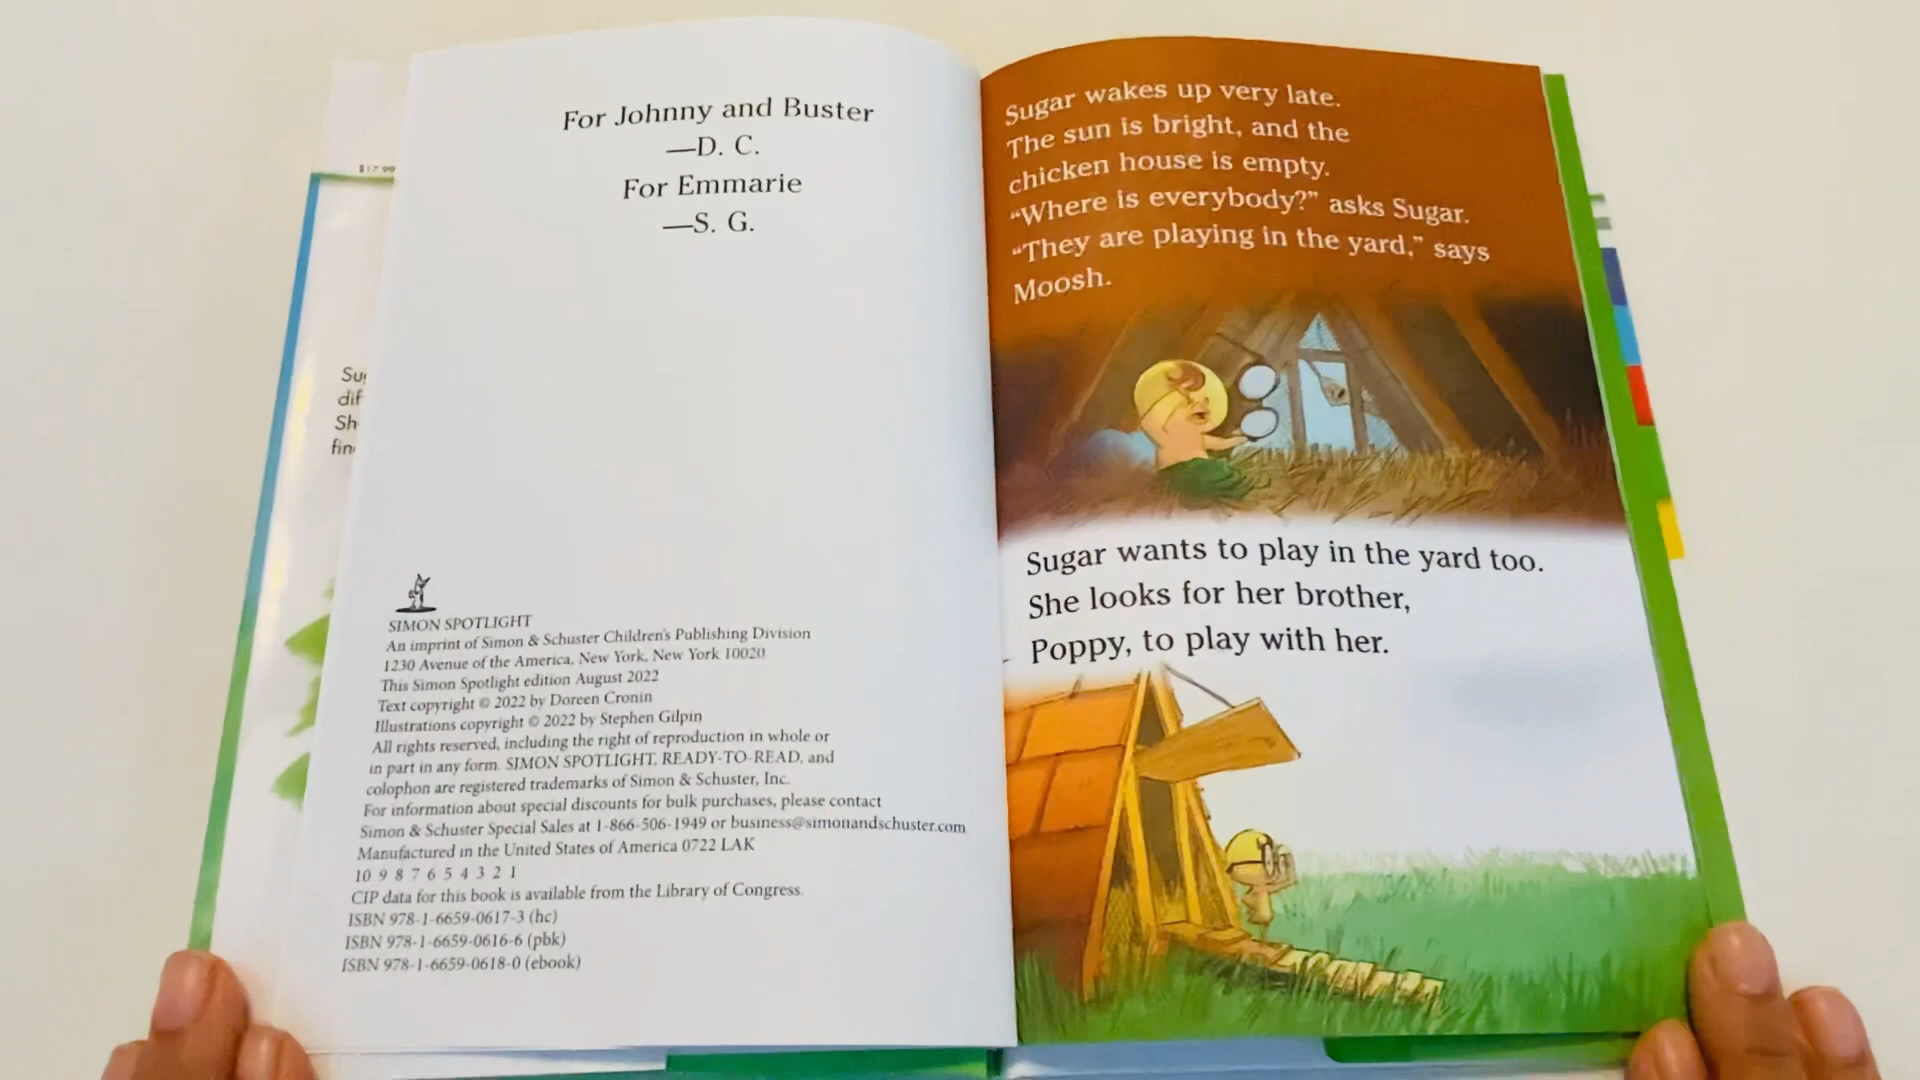 $17.99
Su
dif
Sh
fin
For Johnny and Buster
—D. C.
For Emmarie
—S. G.
SIMON SPOTLIGHT
An imprint of Simon & Schuster Children's Publishing Division
1230 Avenue of the America, New York, New York 10020
This Simon Spotlight edition August 2022
Text copyright © 2022 by Doreen Cronin
Illustrations copyright © 2022 by Stephen Gilpin
All rights reserved, including the right of reproduction in whole or
in part in any form. SIMON SPOTLIGHT, READY-TO-READ, and
colophon are registered trademarks of Simon & Schuster, Inc.
For information about special discounts for bulk purchases, please contact
Simon & Schuster Special Sales at 1-866-506-1949 or business@simonandschuster.com
Manufactured in the United States of America 0722 LAK
10 9 8 7 6 5 4 3 2 1
CIP data for this book is available from the Library of Congress.
ISBN 978-1-6659-0617-3 (hc)
ISBN 978-1-6659-0616-6 (pbk)
ISBN 978-1-6659-0618-0 (ebook)
Sugar wakes up very late.
The sun is bright, and the
chicken house is empty.
“Where is everybody?” asks Sugar.
“They are playing in the yard,” says
Moosh.
Sugar wants to play in the yard too.
She looks for her brother,
Poppy, to play with her.